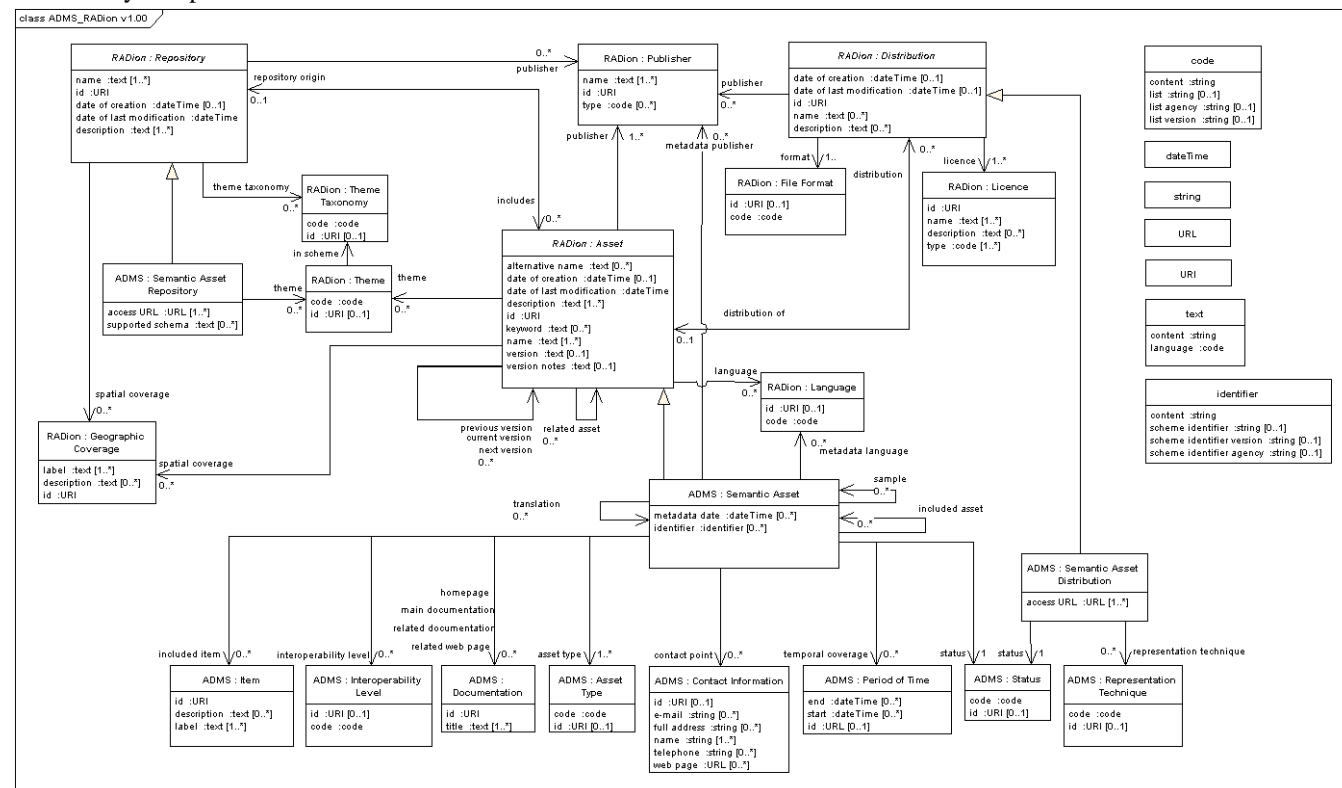 class ADMS_RADion v1.00
RADion : Repository
name :text [1..*]
id :URI
date of creation :dateTime [0..1]
date of last modification :dateTime
description :text [1..*]
0..*
publisher
repository origin
0..1
RADion : Publisher
name :text [1..*]
id :URI
type :code [0..*]
publisher
0..*
RADion : Distribution
date of creation :dateTime [0..1]
date of last modification :dateTime [0..1]
id :URI
name :text [0..*]
description :text [0..*]
code
content :string
list :string [0..1]
list agency :string [0..1]
list version :string [0..1]
dateTime
string
URL
URI
text
content :string
language :code
identifier
content :string
scheme identifier :string [0..1]
scheme identifier version :string [0..1]
scheme identifier agency :string [0..1]
publisher
1..*
0..*
metadata publisher
format
1..
distribution
0..*
licence
1..*
RADion : File Format
id :URI [0..1]
code :code
RADion : Licence
id :URI
name :text [1..*]
description :text [0..*]
type :code [1..*]
theme taxonomy
0..*
RADion : Theme
Taxonomy
code :code
id :URI [0..1]
includes
0..*
in scheme
RADion : Asset
alternative name :text [0..*]
date of creation :dateTime [0..1]
date of last modification :dateTime
description :text [1..*]
id :URI
keyword :text [0..*]
name :text [1..*]
version :text [0..1]
version notes :text [0..1]
ADMS : Semantic Asset
Repository
access URL :URL [1..*]
supported schema :text [0..*]
theme
0..*
RADion : Theme
code :code
id :URI [0..1]
theme
0..*
distribution of
0..1
spatial coverage
0..*
RADion : Geographic
Coverage
label :text [1..*]
description :text [0..*]
id :URI
spatial coverage
0..*
previous version
current version
next version
0..*
related asset
0..*
language
0..*
RADion : Language
id :URI [0..1]
code :code
0..*
metadata language
ADMS : Semantic Asset
metadata date :dateTime [0..*]
identifier :identifier [0..*]
translation
0..*
sample
0..*
included asset
0..*
ADMS : Semantic Asset
Distribution
access URL :URL [1..*]
homepage
main documentation
related documentation
related web page
0..*
included item
0..*
interoperability level
0..*
asset type
1..*
contact point
0..*
temporal coverage
0..*
status
1
status
1
0..*
representation technique
ADMS : Item
id :URI
description :text [0..*]
label :text [1..*]
ADMS : Interoperability
Level
id :URI [0..1]
code :code
ADMS :
Documentation
id :URI
title :text [1..*]
ADMS : Asset
Type
code :code
id :URI [0..1]
ADMS : Contact Information
id :URI [0..1]
e-mail :string [0..*]
full address :string [0..*]
name :string [1..*]
telephone :string [0..*]
web page :URL [0..*]
ADMS : Period of Time
end :dateTime [0..*]
start :dateTime [0..*]
id :URL [0..1]
ADMS : Status
code :code
id :URI [0..1]
ADMS : Representation
Technique
code :code
id :URI [0..1]